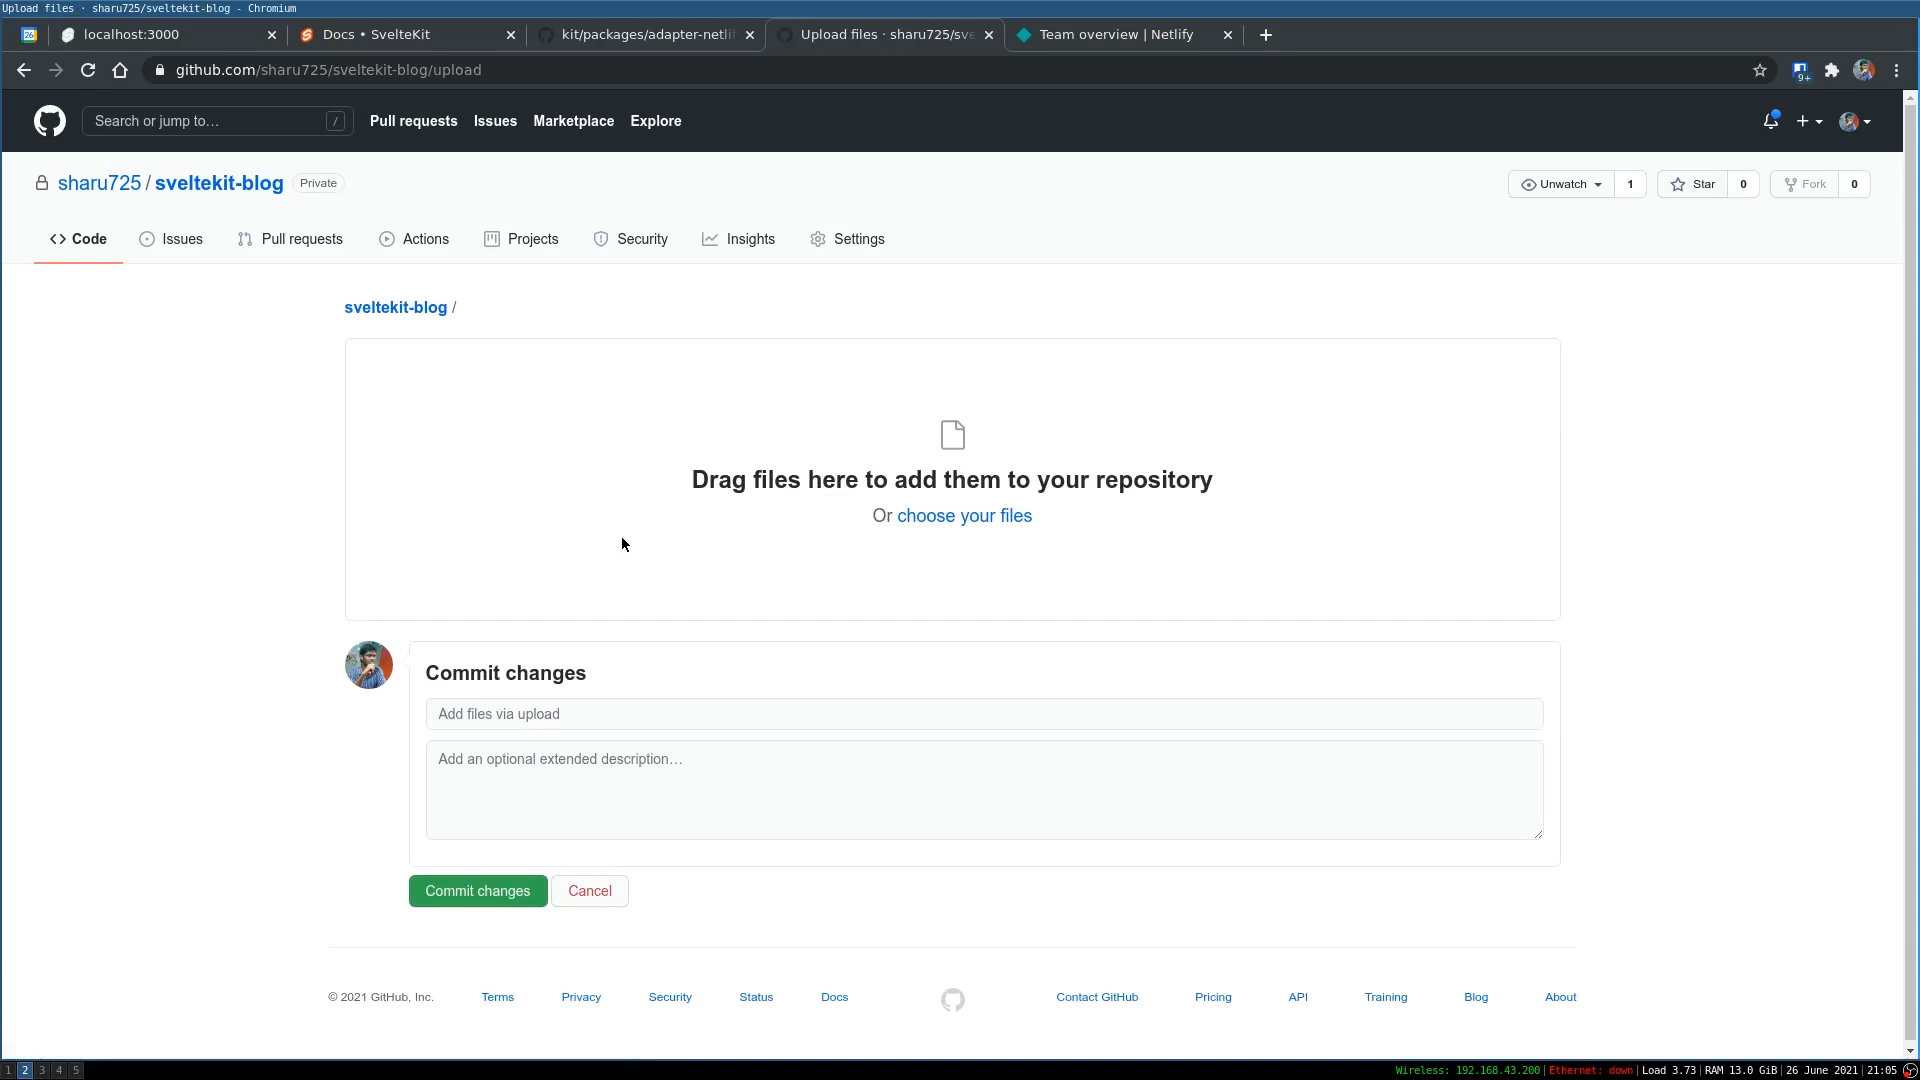 Upload files · sharu725/sveltekit-blog - Chromium
26 localhost:3000 Docs • SvelteKit kit/packages/adapter-netlif Upload files · sharu725/sve Team overview | Netlify
github.com/sharu725/sveltekit-blog/upload 9+
Search or jump to… / Pull requests Issues Marketplace Explore
sharu725 / sveltekit-blog Private Unwatch 1 Star 0 Fork 0
Code Issues Pull requests Actions Projects Security Insights Settings
sveltekit-blog /
Drag files here to add them to your repository
Or choose your files
Commit changes
Add files via upload
Add an optional extended description…
Commit changes Cancel
© 2021 GitHub, Inc. Terms Privacy Security Status Docs Contact GitHub Pricing API Training Blog About
1 2 3 4 5 Wireless: 192.168.43.200 | Ethernet: down | Load 3.73 | RAM 13.0 GiB | 26 June 2021 | 21:05